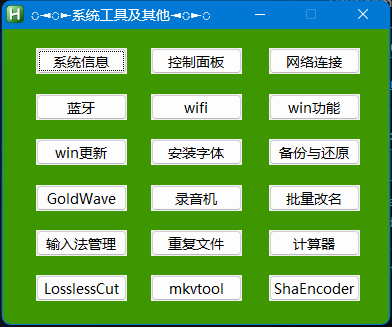 ○-◄○►-系统工具及其他-◄○►-○
系统信息 控制面板 网络连接
蓝牙 wifi win功能
win更新 安装字体 备份与还原
GoldWave 录音机 批量改名
输入法管理 重复文件 计算器
LosslessCut mkvtool ShaEncoder